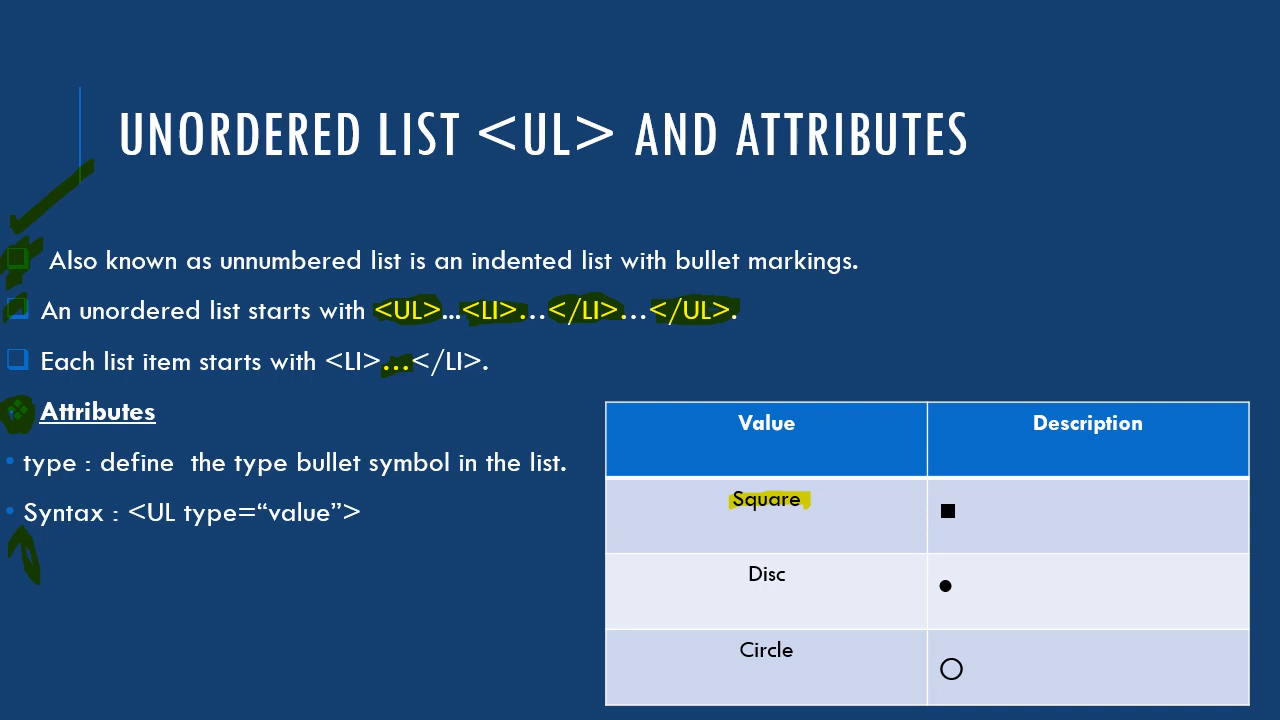 UNORDERED LIST <UL> AND ATTRIBUTES
Also known as unnumbered list is an indented list with bullet markings.
An unordered list starts with <UL>...<LI>...</LI>...</UL>.
Each list item starts with <LI>...</LI>.
Attributes
type : define the type bullet symbol in the list.
Syntax : <UL type=“value”>
Value Description
Square ■
Disc ●
Circle ○